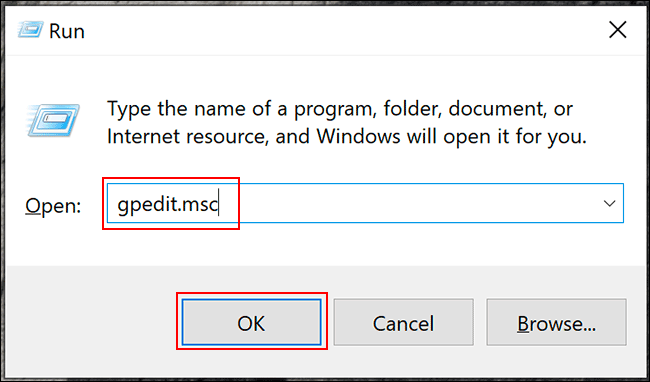 Run
Type the name of a program, folder, document, or
Internet resource, and Windows will open it for you.
Open: gpedit.msc
OK Cancel Browse...